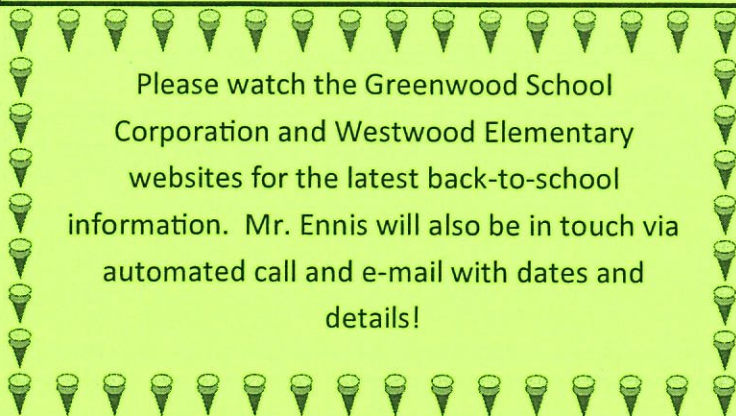 Please watch the Greenwood School
Corporation and Westwood Elementary
websites for the latest back-to-school
information.  Mr. Ennis will also be in touch via
automated call and e-mail with dates and
details!